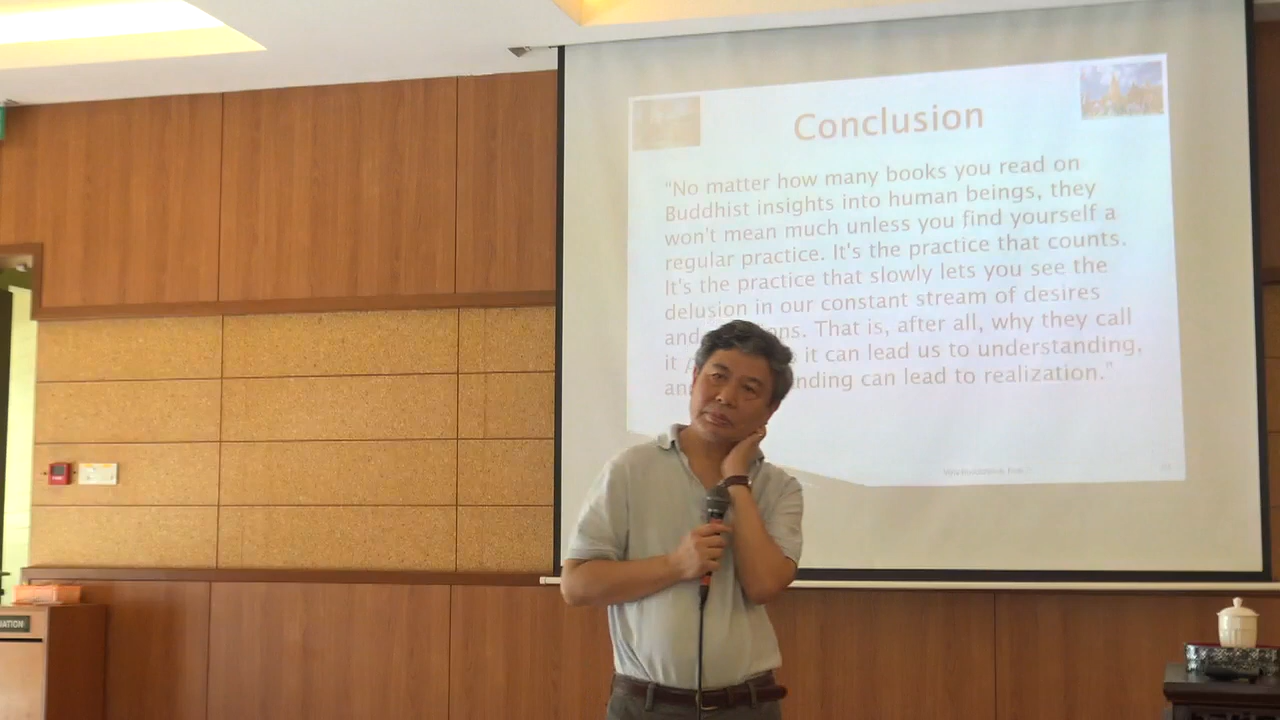 Conclusion
"No matter how many books you read on
Buddhist insights into human beings, they
won't mean much unless you find yourself a
regular practice. It's the practice that counts.
It's the practice that slowly lets you see the
delusion in our constant stream of desires
and ons. That is, after all, why they call
it it can lead us to understanding,
an nding can lead to realization."
IATION